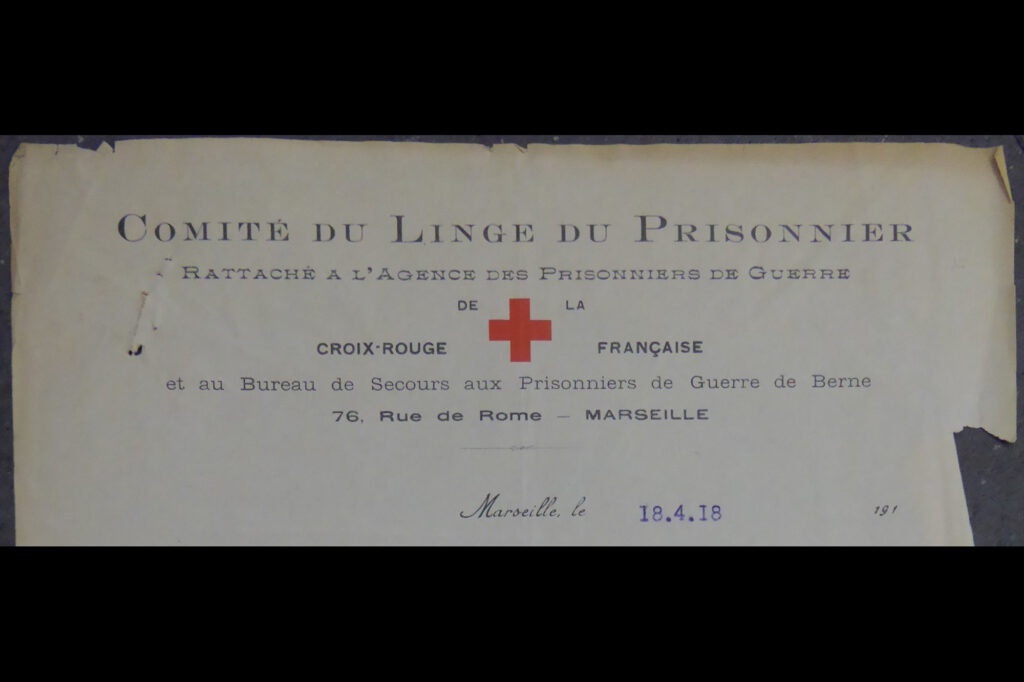 COMITÉ DU LINGE DU PRISONNIER
RATTACHÉ A L'AGENCE DES PRISONNIERS DE GUERRE
DE LA
CROIX-ROUGE FRANÇAISE
et au Bureau de Secours aux Prisonniers de Guerre de Berne
76, Rue de Rome — MARSEILLE
Marseille, le 18.4.18 191